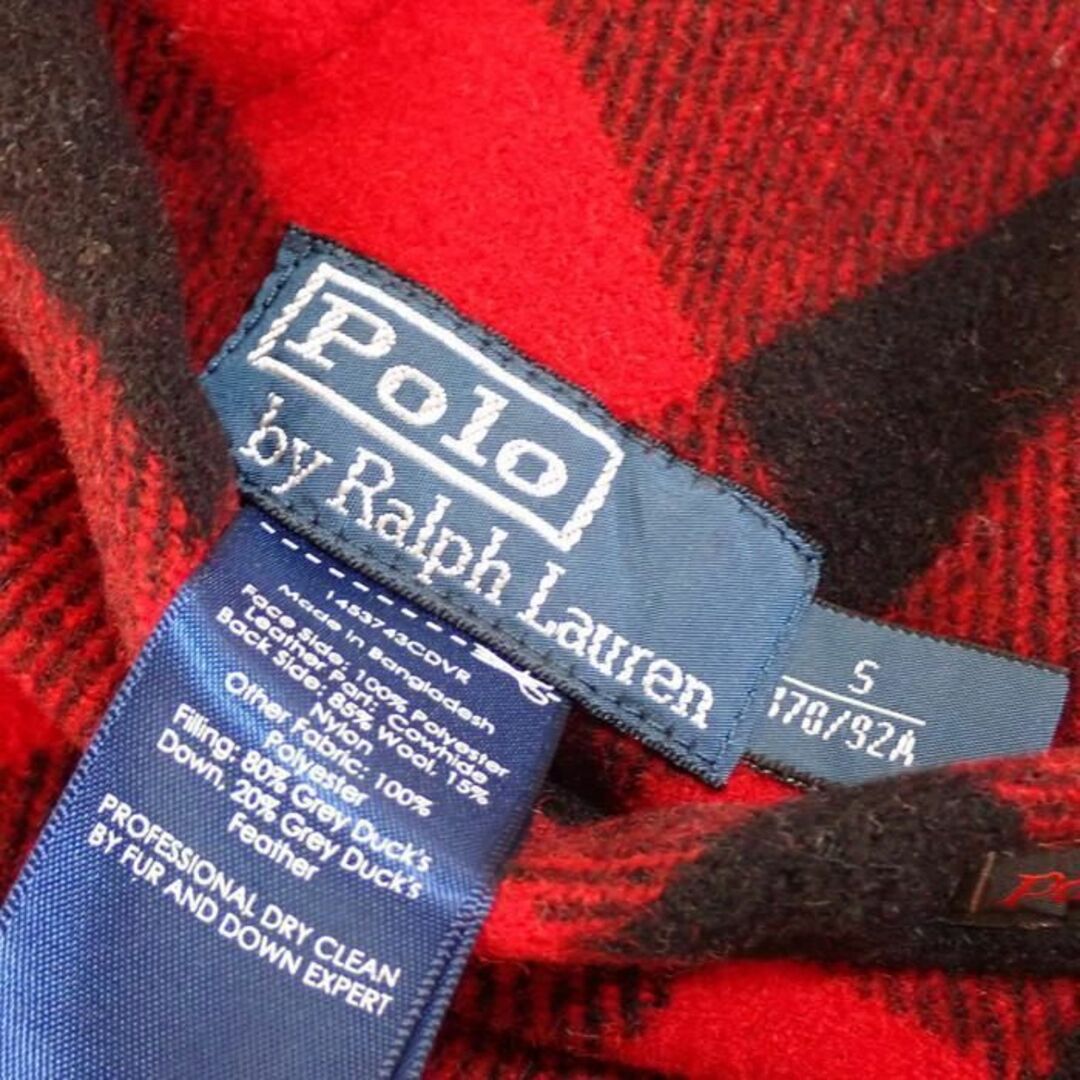 Polo
by Ralph Lauren
S
170/92A
1453743CDVR
Made in Bangladesh
Face Side: 100% Polyester
Leather Part: Cowhide
Back Side: 85% Wool, 15%
Nylon
Other Fabric: 100%
Polyester
Filling: 80% Grey Duck's
Down, 20% Grey Duck's
Feather
PROFESSIONAL DRY CLEAN
BY FUR AND DOWN EXPERT